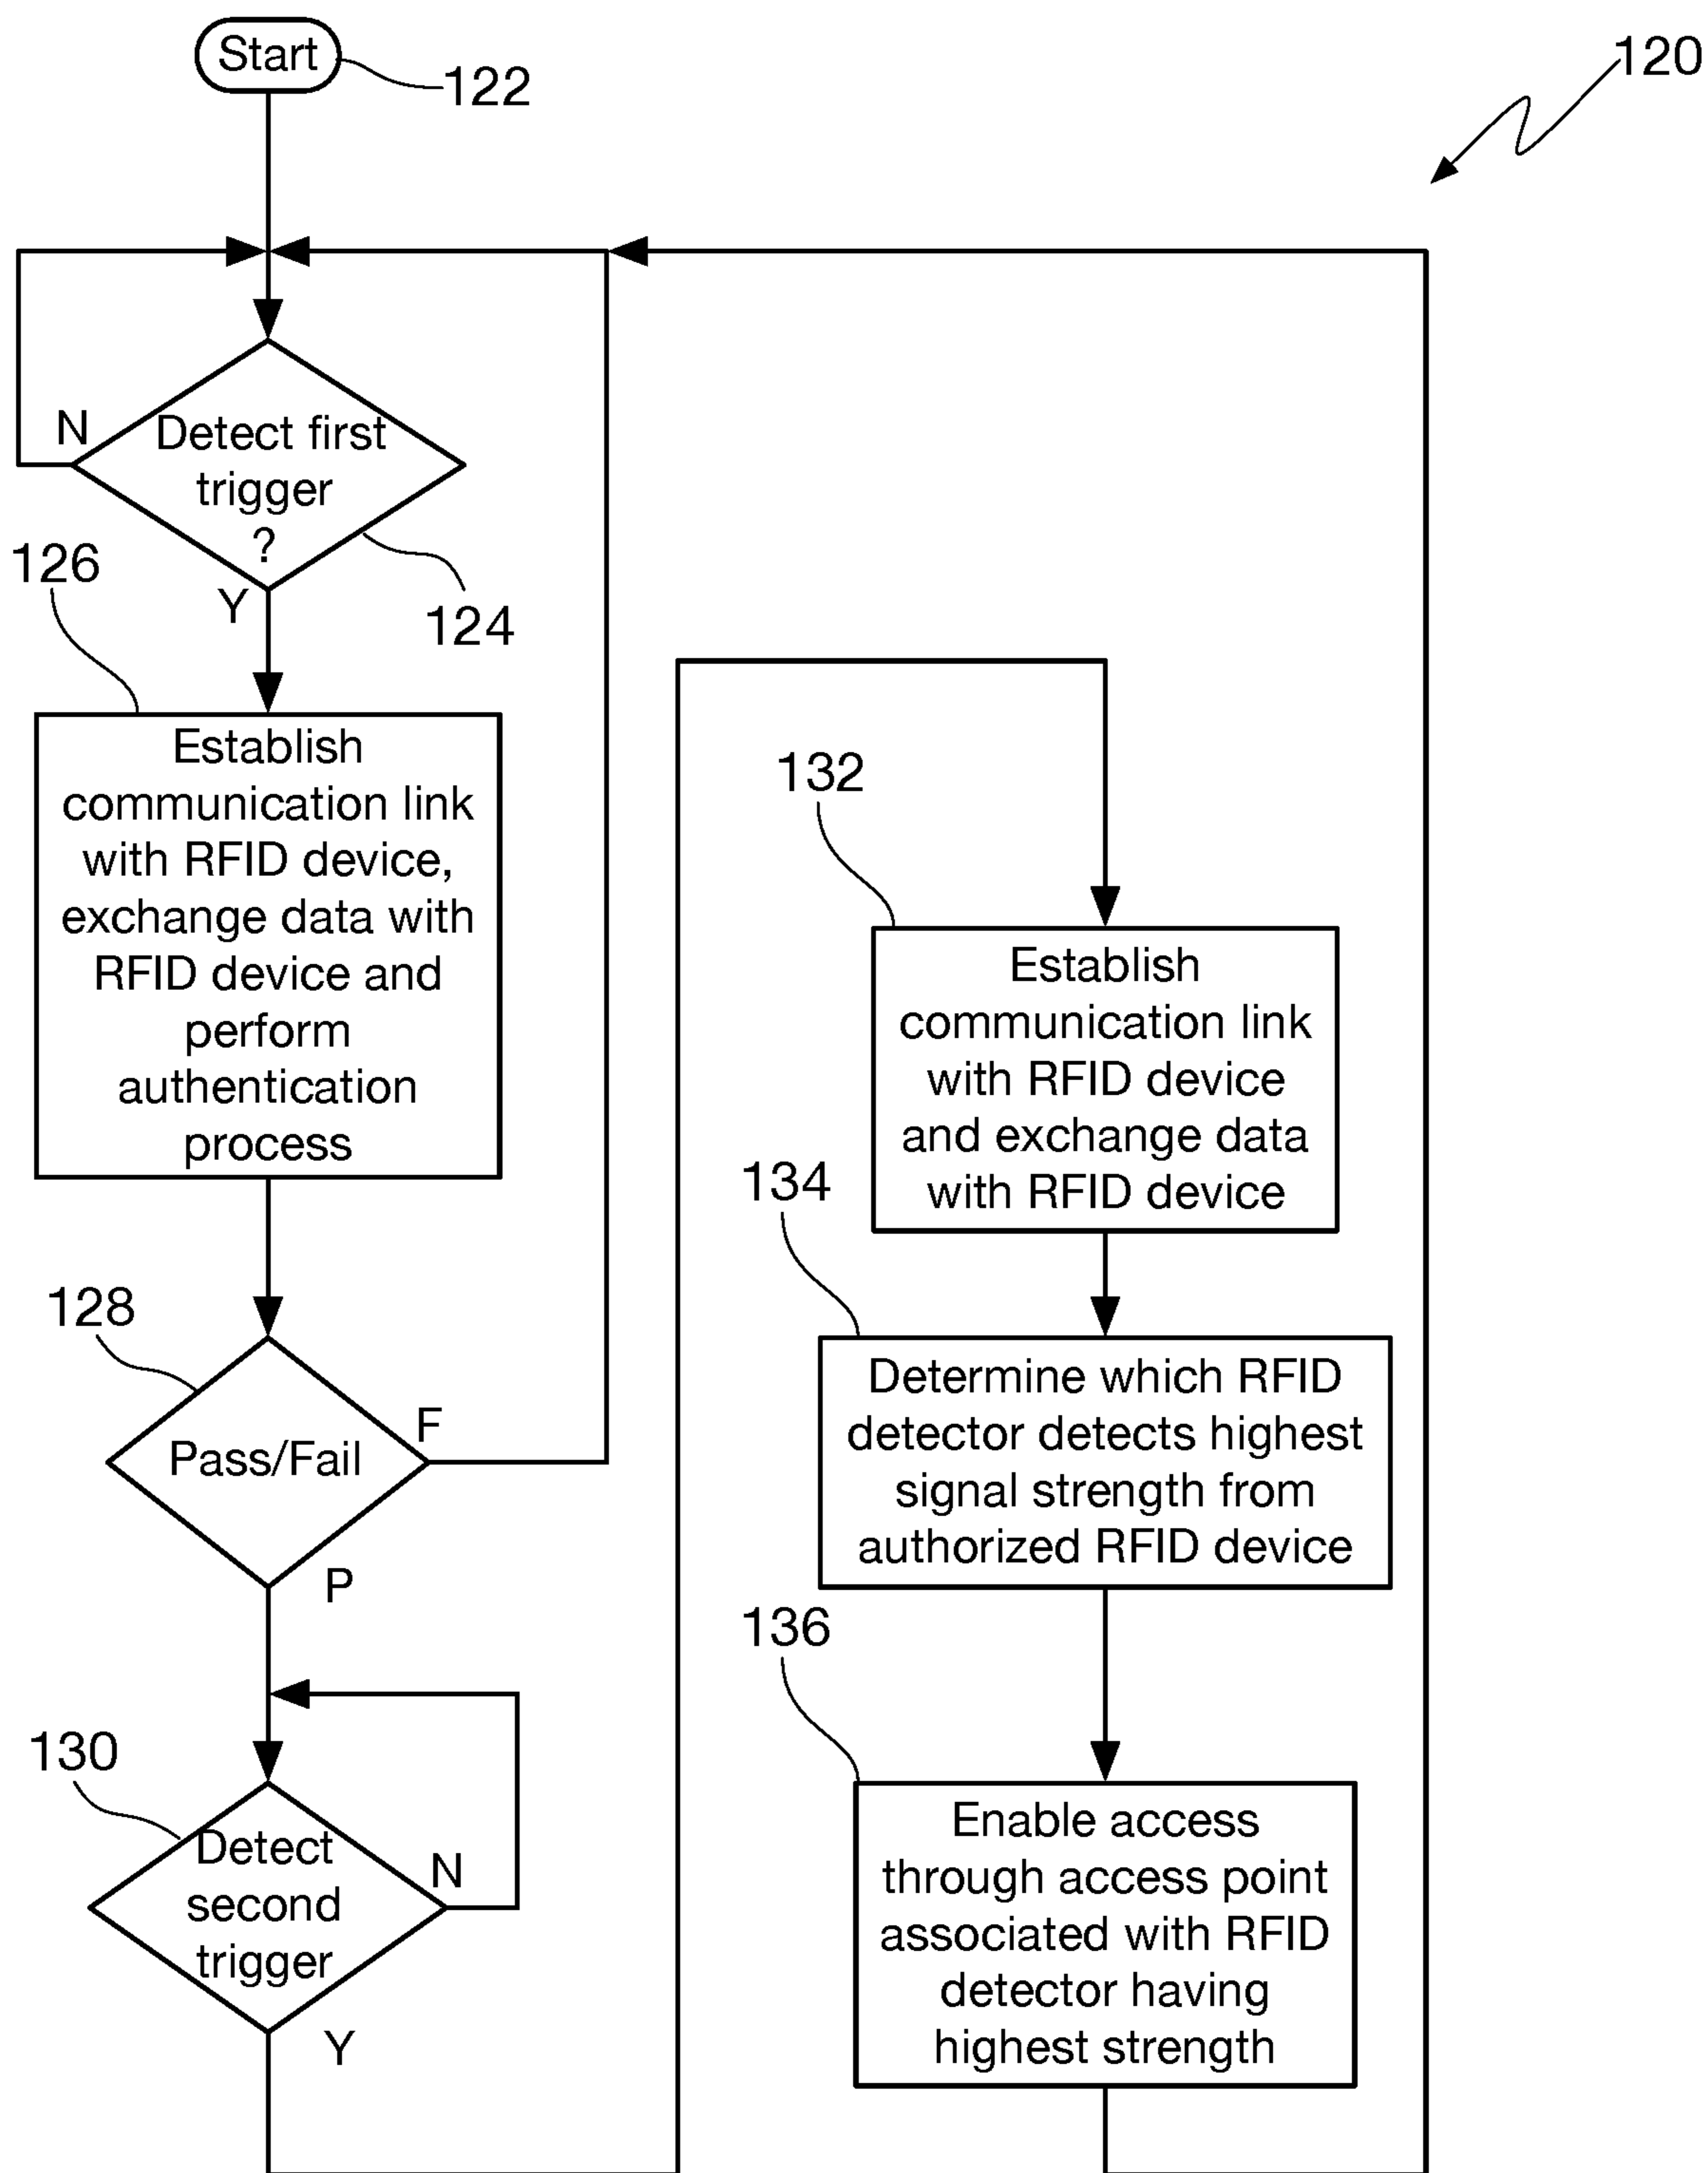 Start
122
120
N
Detect first
trigger
?
Y
124
126
Establish
communication link
with RFID device,
exchange data with
RFID device and
perform
authentication
process
128
Pass/Fail
F
P
130
Detect
second
trigger
N
Y
132
Establish
communication link
with RFID device
and exchange data
with RFID device
134
Determine which RFID
detector detects highest
signal strength from
authorized RFID device
136
Enable access
through access point
associated with RFID
detector having
highest strength